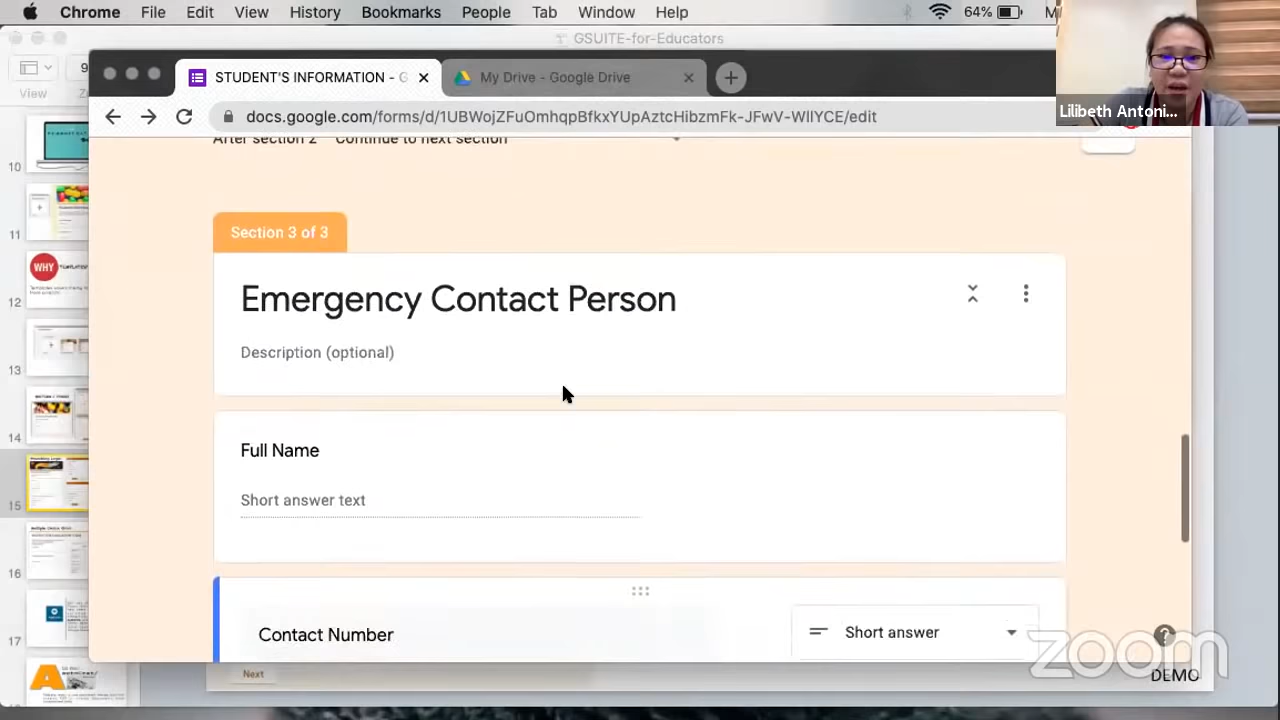 Chrome File Edit View History Bookmarks People Tab Window Help 64%
GSUITE-for-Educators
View
STUDENT'S INFORMATION - G
My Drive - Google Drive
docs.google.com/forms/d/1UBWojZFuOmhqpBfkxYUpAztcHibzmFk-JFwV-WlIYCE/edit
Lilibeth Antoni...
After section 2 Continue to next section
Section 3 of 3
Emergency Contact Person
Description (optional)
Full Name
Short answer text
Contact Number
Short answer
Next
zoom
DEMO
10
11
WHY
12
13
14
15
16
17
A